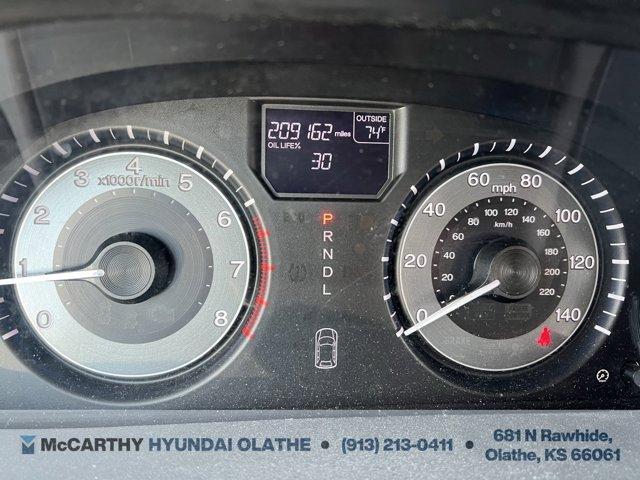 209162 miles
OUTSIDE
74°F
OIL LIFE%
30
x1000r/min
0 1 2 3 4 5 6 7 8
P
R
N
D
L
mph
0 20 40 60 80 100 120 140
km/h
0 20 40 60 80 100 120 140 160 180 200 220
BRAKE
McCARTHY HYUNDAI OLATHE • (913) 213-0411 • 681 N Rawhide,
Olathe, KS 66061